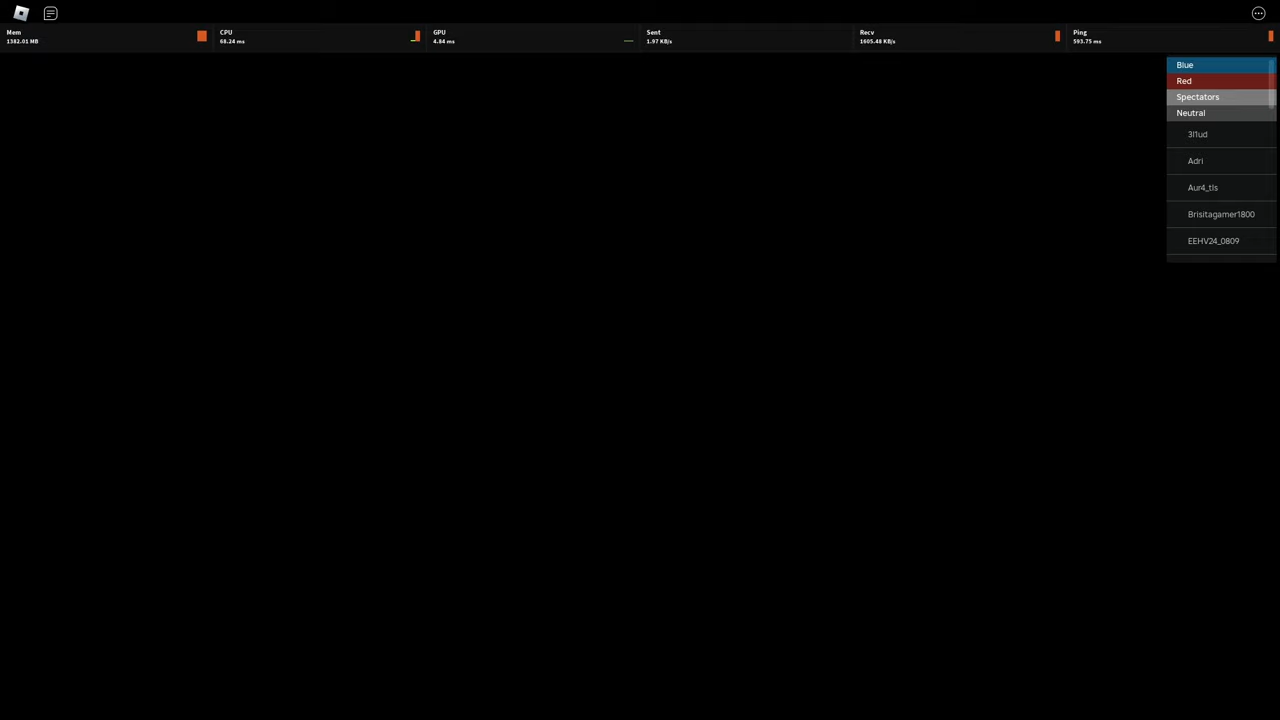 Mem
1382.01 MB
CPU
68.24 ms
GPU
4.84 ms
Sent
1.97 KB/s
Recv
1605.48 KB/s
Ping
593.75 ms
Blue
Red
Spectators
Neutral
3l1ud
Adri
Aur4_tls
Brisitagamer1800
EEHV24_0809